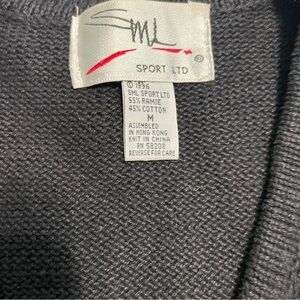 SML
®
SPORT LTD
© 1996
SML SPORT LTD
55% RAMIE
45% COTTON
M
ASSEMBLED
IN HONG KONG
KNIT IN CHINA
RN 58208
REVERSE FOR CARE